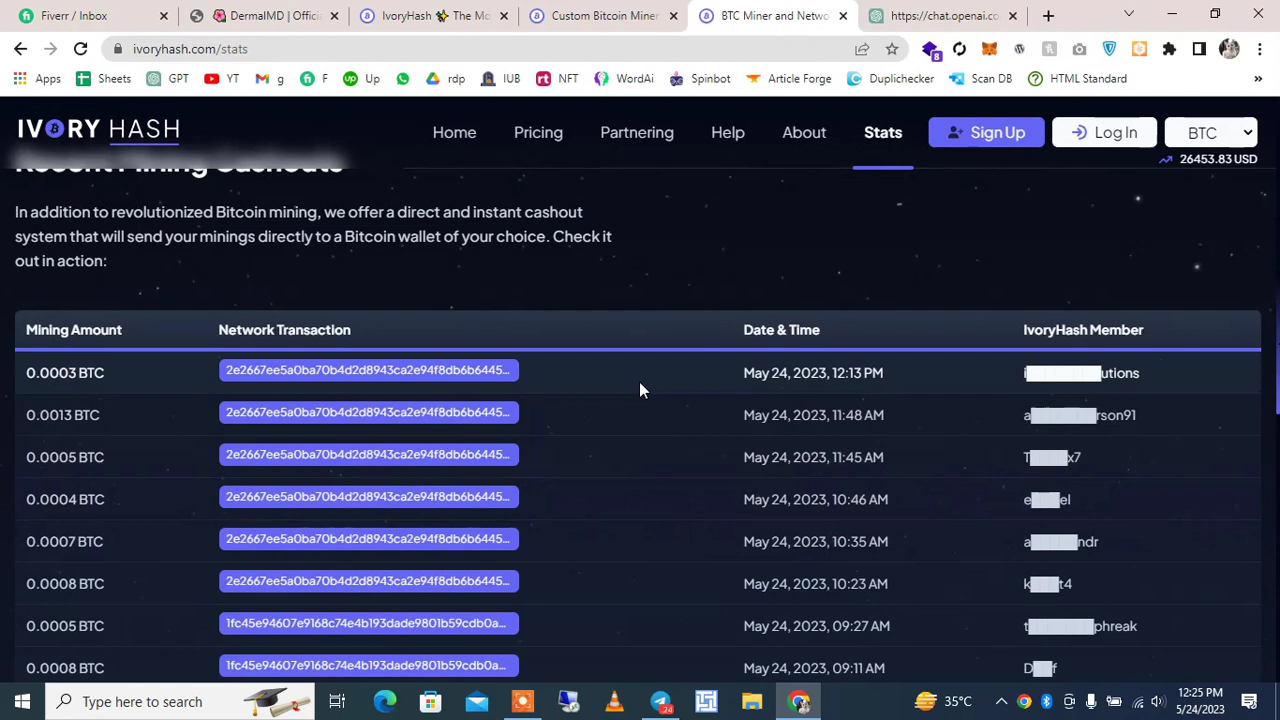 Fiverr / Inbox
DermaIMD | Offici
IvoryHash ✨ The Mo
Custom Bitcoin Miner
BTC Miner and Netwo
https://chat.openai.co
ivoryhash.com/stats
8
Apps
Sheets
GPT
YT
g
F
Up
rdp
IUB
NFT
WordAi
Spinbot
Article Forge
Duplichecker
Scan DB
HTML Standard
»
IVORY HASH
Home
Pricing
Partnering
Help
About
Stats
Sign Up
Log In
BTC
26453.83 USD
Recent Mining Cashouts
In addition to revolutionized Bitcoin mining, we offer a direct and instant cashout
system that will send your minings directly to a Bitcoin wallet of your choice. Check it
out in action:
Mining Amount Network Transaction Date & Time IvoryHash Member
0.0003 BTC 2e2667ee5a0ba70b4d2d8943ca2e94f8db6b6445... May 24, 2023, 12:13 PM i████████utions
0.0013 BTC 2e2667ee5a0ba70b4d2d8943ca2e94f8db6b6445... May 24, 2023, 11:48 AM a███████rson91
0.0005 BTC 2e2667ee5a0ba70b4d2d8943ca2e94f8db6b6445... May 24, 2023, 11:45 AM T████x7
0.0004 BTC 2e2667ee5a0ba70b4d2d8943ca2e94f8db6b6445... May 24, 2023, 10:46 AM e███el
0.0007 BTC 2e2667ee5a0ba70b4d2d8943ca2e94f8db6b6445... May 24, 2023, 10:35 AM a█████ndr
0.0008 BTC 2e2667ee5a0ba70b4d2d8943ca2e94f8db6b6445... May 24, 2023, 10:23 AM k███t4
0.0005 BTC 1fc45e94607e9168c74e4b193dade9801b59cdb0a... May 24, 2023, 09:27 AM t███████phreak
0.0008 BTC 1fc45e94607e9168c74e4b193dade9801b59cdb0a... May 24, 2023, 09:11 AM D██f
Type here to search
24
35°C
12:25 PM
5/24/2023